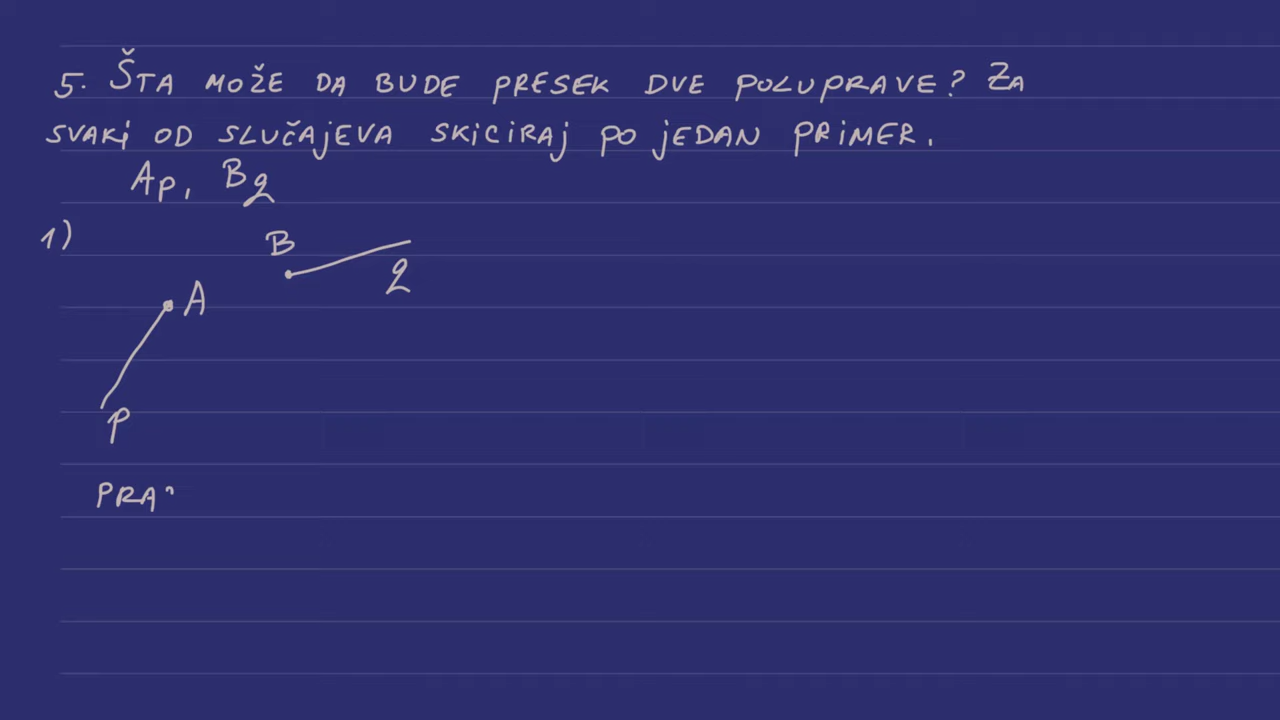 5. ŠTA MOŽE DA BUDE PRESEK DVE POLUPRAVE? ZA
SVAKI OD SLUČAJEVA SKICIRAJ PO JEDAN PRIMER.
Ap, Bq
1)
B
q
A
P
PRA